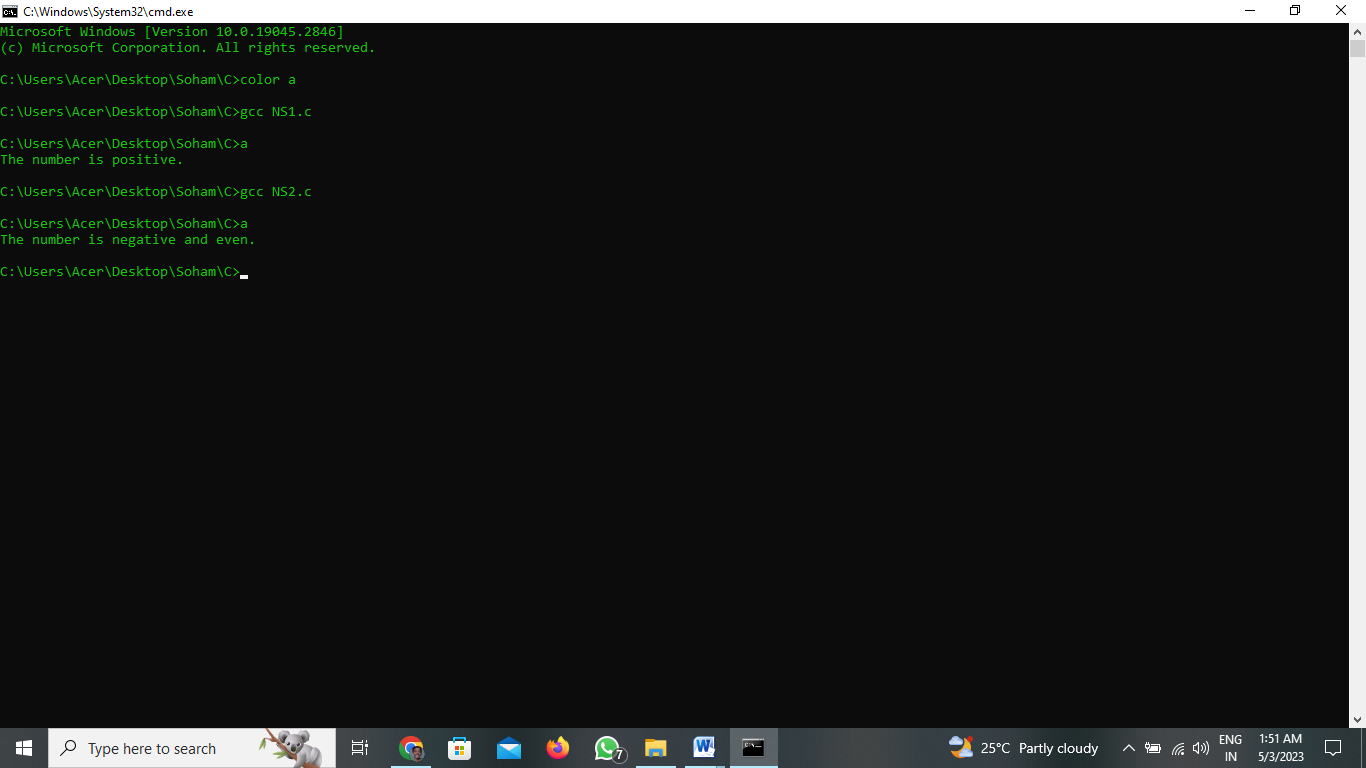 C:\Windows\System32\cmd.exe
Microsoft Windows [Version 10.0.19045.2846]
(c) Microsoft Corporation. All rights reserved.
C:\Users\Acer\Desktop\Soham\C>color a
C:\Users\Acer\Desktop\Soham\C>gcc NS1.c
C:\Users\Acer\Desktop\Soham\C>a
The number is positive.
C:\Users\Acer\Desktop\Soham\C>gcc NS2.c
C:\Users\Acer\Desktop\Soham\C>a
The number is negative and even.
C:\Users\Acer\Desktop\Soham\C>
Type here to search
7
W
25°C Partly cloudy
ENG
IN
1:51 AM
5/3/2023